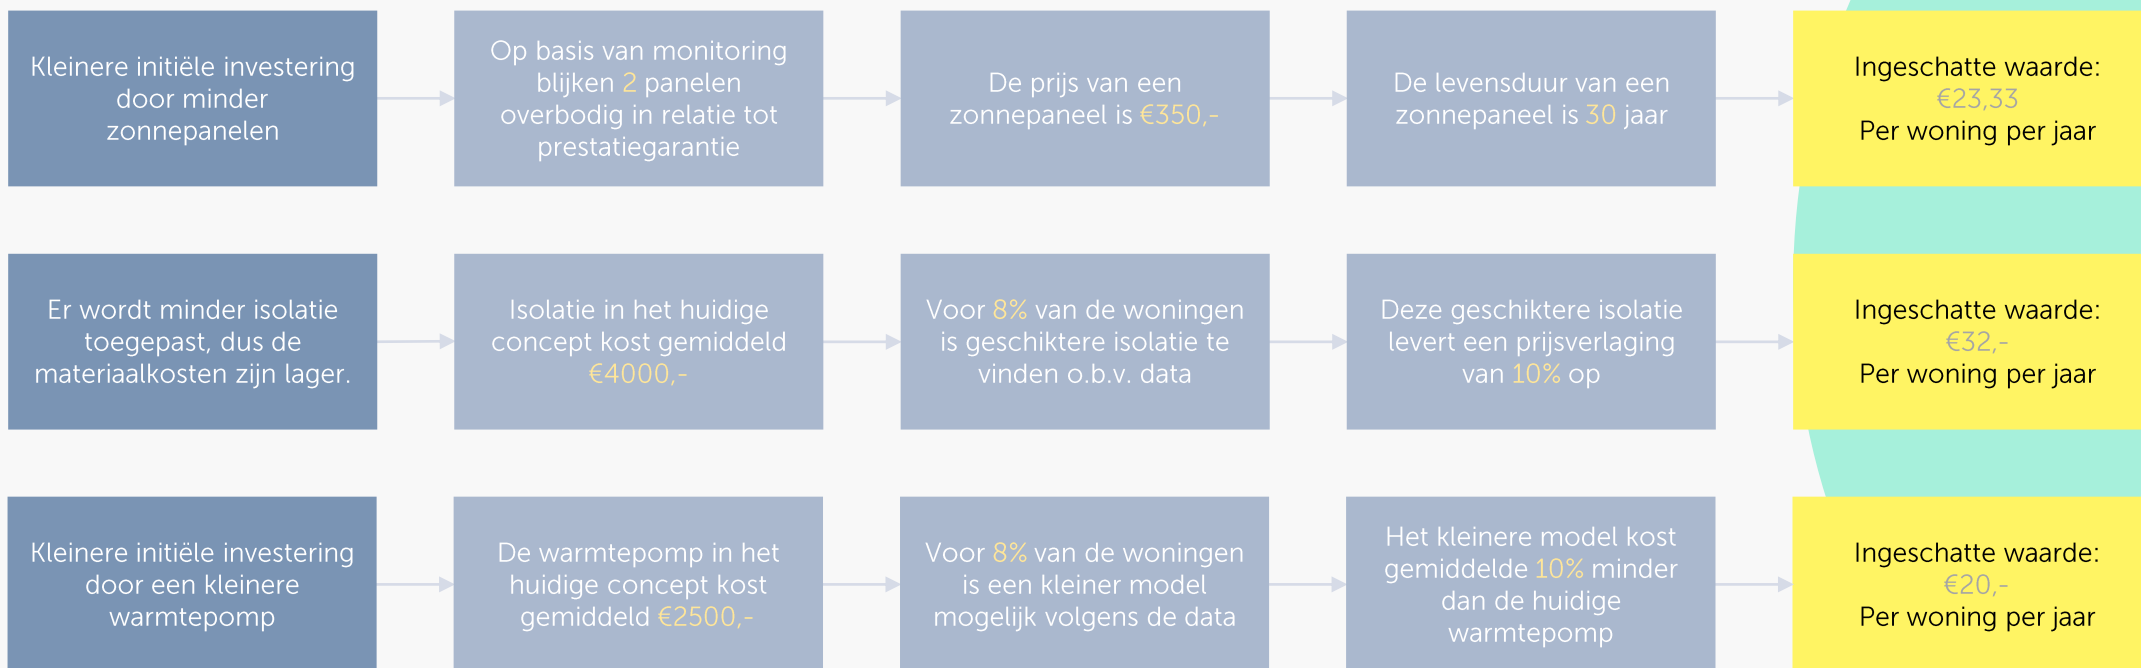 Kleinere initiële investering
door minder
zonnepanelen
Op basis van monitoring
blijken 2 panelen
overbodig in relatie tot
prestatiegarantie
De prijs van een
zonnepaneel is €350,-
De levensduur van een
zonnepaneel is 30 jaar
Ingeschatte waarde:
€23,33
Per woning per jaar
Er wordt minder isolatie
toegepast, dus de
materiaalkosten zijn lager.
Isolatie in het huidige
concept kost gemiddeld
€4000,-
Voor 8% van de woningen
is geschiktere isolatie te
vinden o.b.v. data
Deze geschiktere isolatie
levert een prijsverlaging
van 10% op
Ingeschatte waarde:
€32,-
Per woning per jaar
Kleinere initiële investering
door een kleinere
warmtepomp
De warmtepomp in het
huidige concept kost
gemiddeld €2500,-
Voor 8% van de woningen
is een kleiner model
mogelijk volgens de data
Het kleinere model kost
gemiddelde 10% minder
dan de huidige
warmtepomp
Ingeschatte waarde:
€20,-
Per woning per jaar